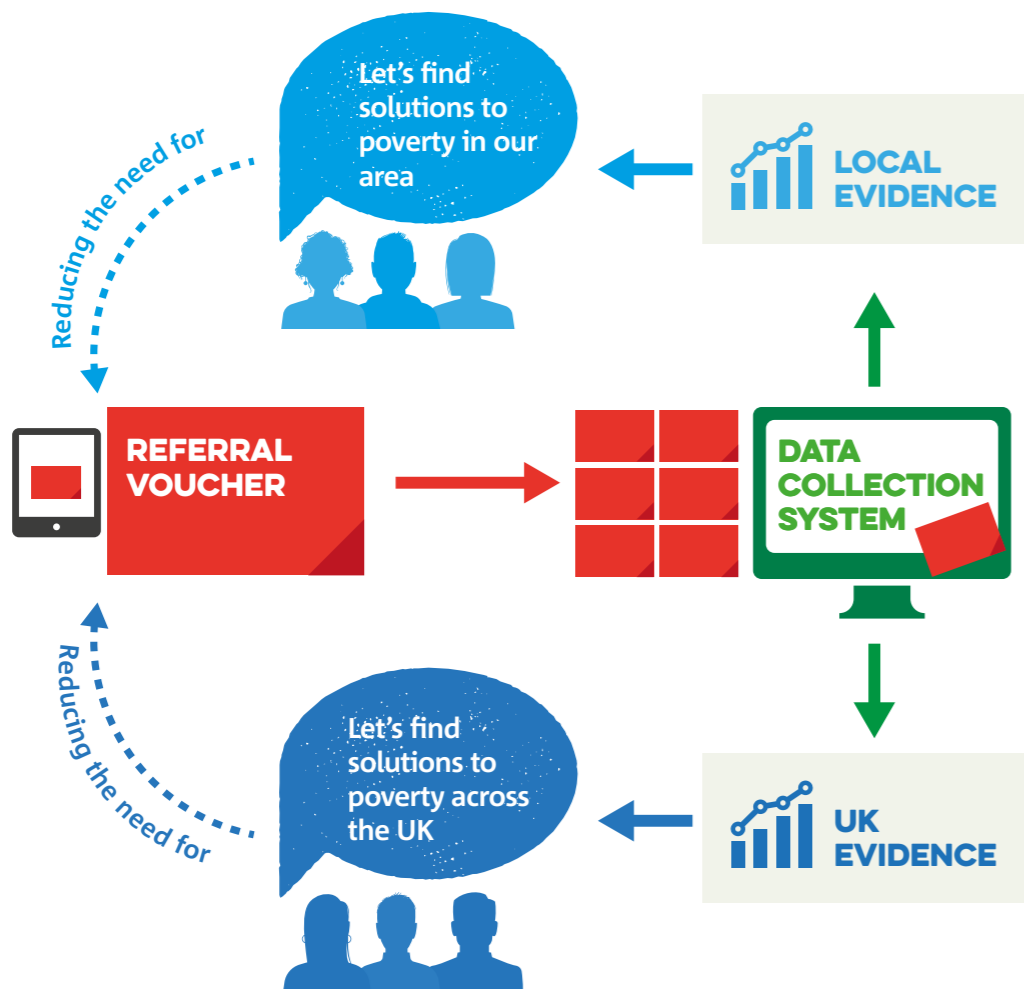 Let's find
solutions to
poverty in our
area
LOCAL
EVIDENCE
Reducing the need for
REFERRAL
VOUCHER
DATA
COLLECTION
SYSTEM
Reducing the need for
Let's find
solutions to
poverty across
the UK
UK
EVIDENCE